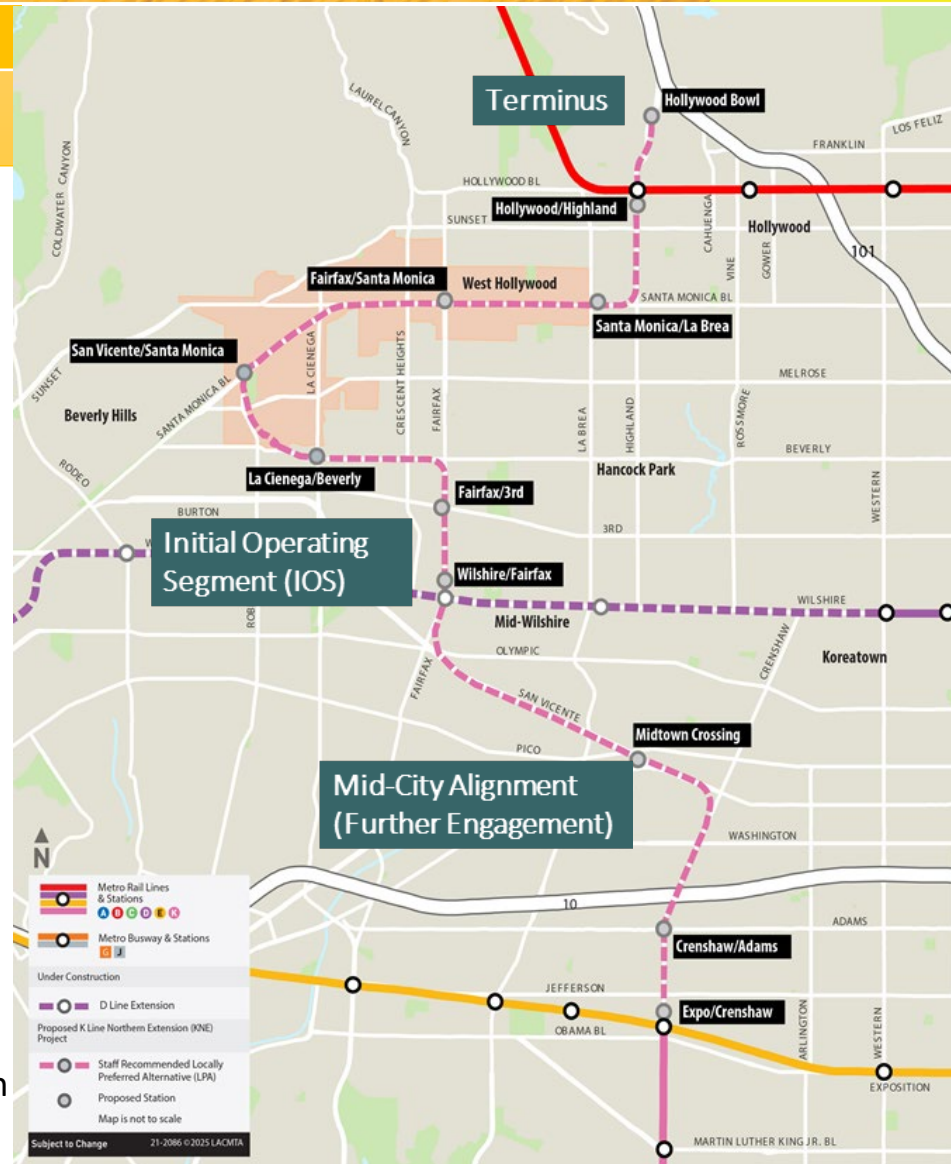 Terminus
Hollywood Bowl
LAUREL CANYON
LOS FELIZ
FRANKLIN
COLDWATER CANYON
HOLLYWOOD BL
Hollywood/Highland
SUNSET
CAHUENGA
Hollywood
VINE
GOWER
101
Fairfax/Santa Monica
West Hollywood
SANTA MONICA BL
Santa Monica/La Brea
San Vicente/Santa Monica
LA CIENEGA
CRESCENT HEIGHTS
FAIRFAX
SUNSET
SANTA MONICA BL
MELROSE
Beverly Hills
LA BREA
HIGHLAND
ROSSMORE
BEVERLY
RODEO
La Cienega/Beverly
Hancock Park
WESTERN
Fairfax/3rd
BURTON
3RD
Initial Operating
Segment (IOS)
W
Wilshire/Fairfax
WILSHIRE
ROB
Mid-Wilshire
CRENSHAW
Koreatown
OLYMPIC
FAIRFAX
SAN VICENTE
Midtown Crossing
PICO
Mid-City Alignment
(Further Engagement)
WASHINGTON
N
10
ADAMS
Crenshaw/Adams
JEFFERSON
Expo/Crenshaw
OBAMA BL
ARLINGTON
WESTERN
EXPOSITION
MARTIN LUTHER KING JR. BL
Metro Rail Lines
& Stations
A B C D E K
Metro Busway & Stations
G J
Under Construction
D Line Extension
Proposed K Line Northern Extension (KNE)
Project
Staff Recommended Locally
Preferred Alternative (LPA)
Proposed Station
Map is not to scale
Subject to Change
21-2086 ©2025 LACMTA
n